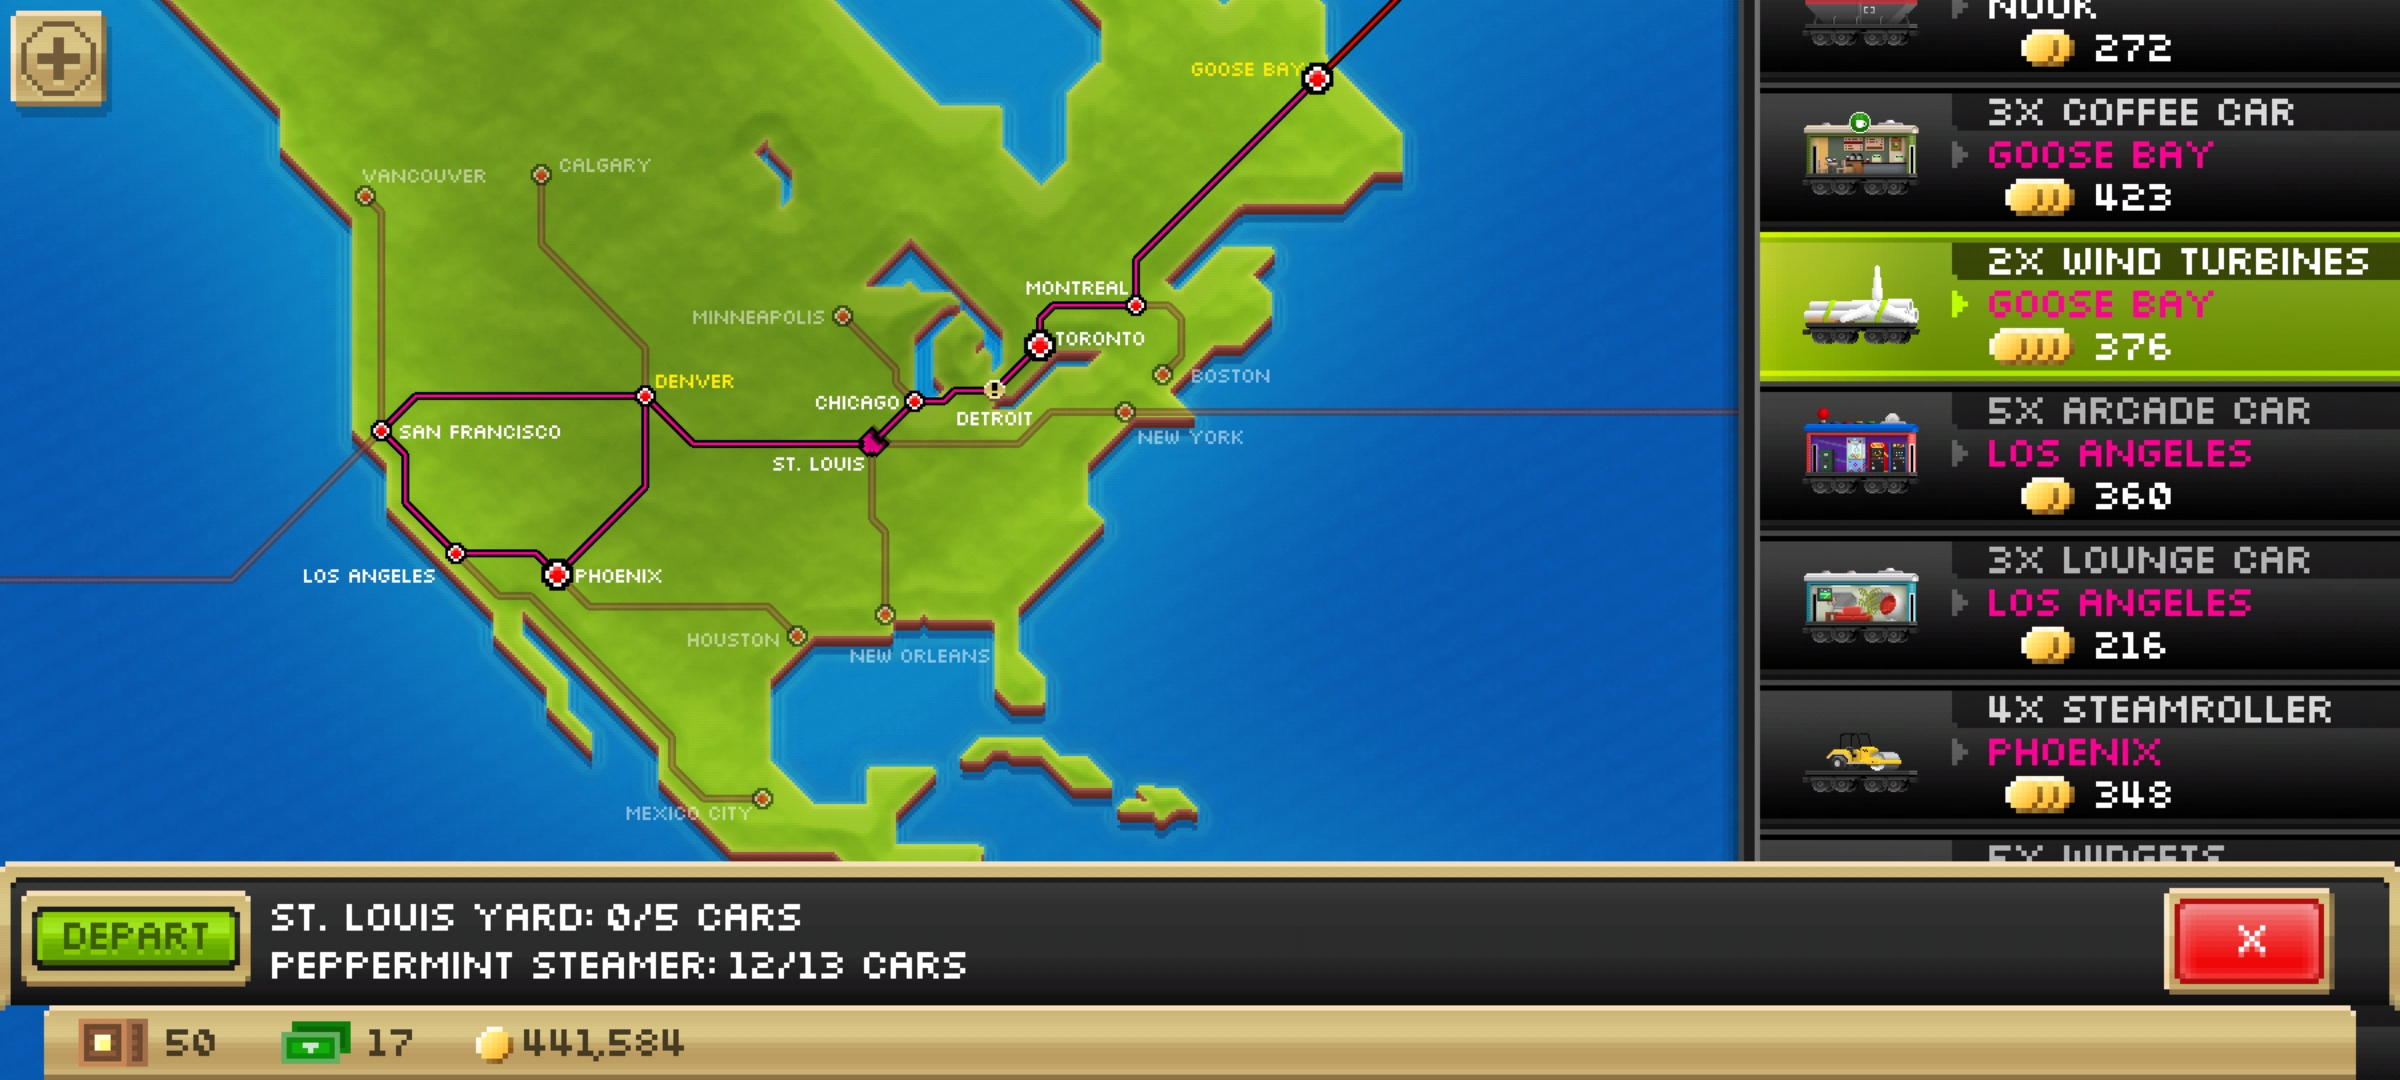 GOOSE BAY
VANCOUVER
CALGARY
MINNEAPOLIS
MONTREAL
TORONTO
BOSTON
DENVER
CHICAGO
DETROIT
SAN FRANCISCO
NEW YORK
ST. LOUIS
LOS ANGELES
PHOENIX
HOUSTON
NEW ORLEANS
MEXICO CITY
NUUK
272
3X COFFEE CAR
GOOSE BAY
423
2X WIND TURBINES
GOOSE BAY
376
5X ARCADE CAR
LOS ANGELES
360
3X LOUNGE CAR
LOS ANGELES
216
4X STEAMROLLER
PHOENIX
348
5X WIDGETS
DEPART
ST. LOUIS YARD: 0/5 CARS
PEPPERMINT STEAMER: 12/13 CARS
X
50
17
441,584